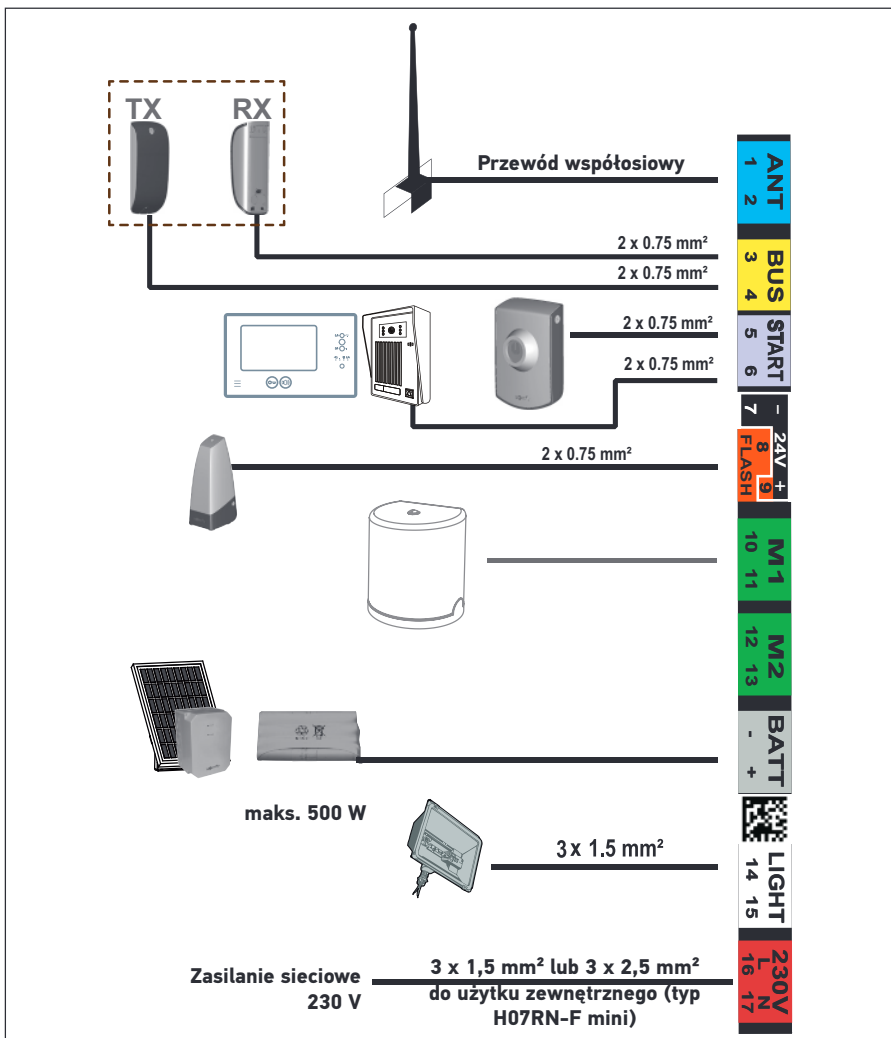 TX RX
Przewód współosiowy
ANT
1 2
2 x 0.75 mm²
2 x 0.75 mm²
BUS
3 4
2 x 0.75 mm²
2 x 0.75 mm²
START
5 6
- 24V +
7 8 9
FLASH
2 x 0.75 mm²
M1
10 11
M2
12 13
BATT
- +
maks. 500 W
3 x 1.5 mm²
LIGHT
14 15
Zasilanie sieciowe
230 V
3 x 1,5 mm² lub 3 x 2,5 mm²
do użytku zewnętrznego (typ
H07RN-F mini)
230V
L N
16 17